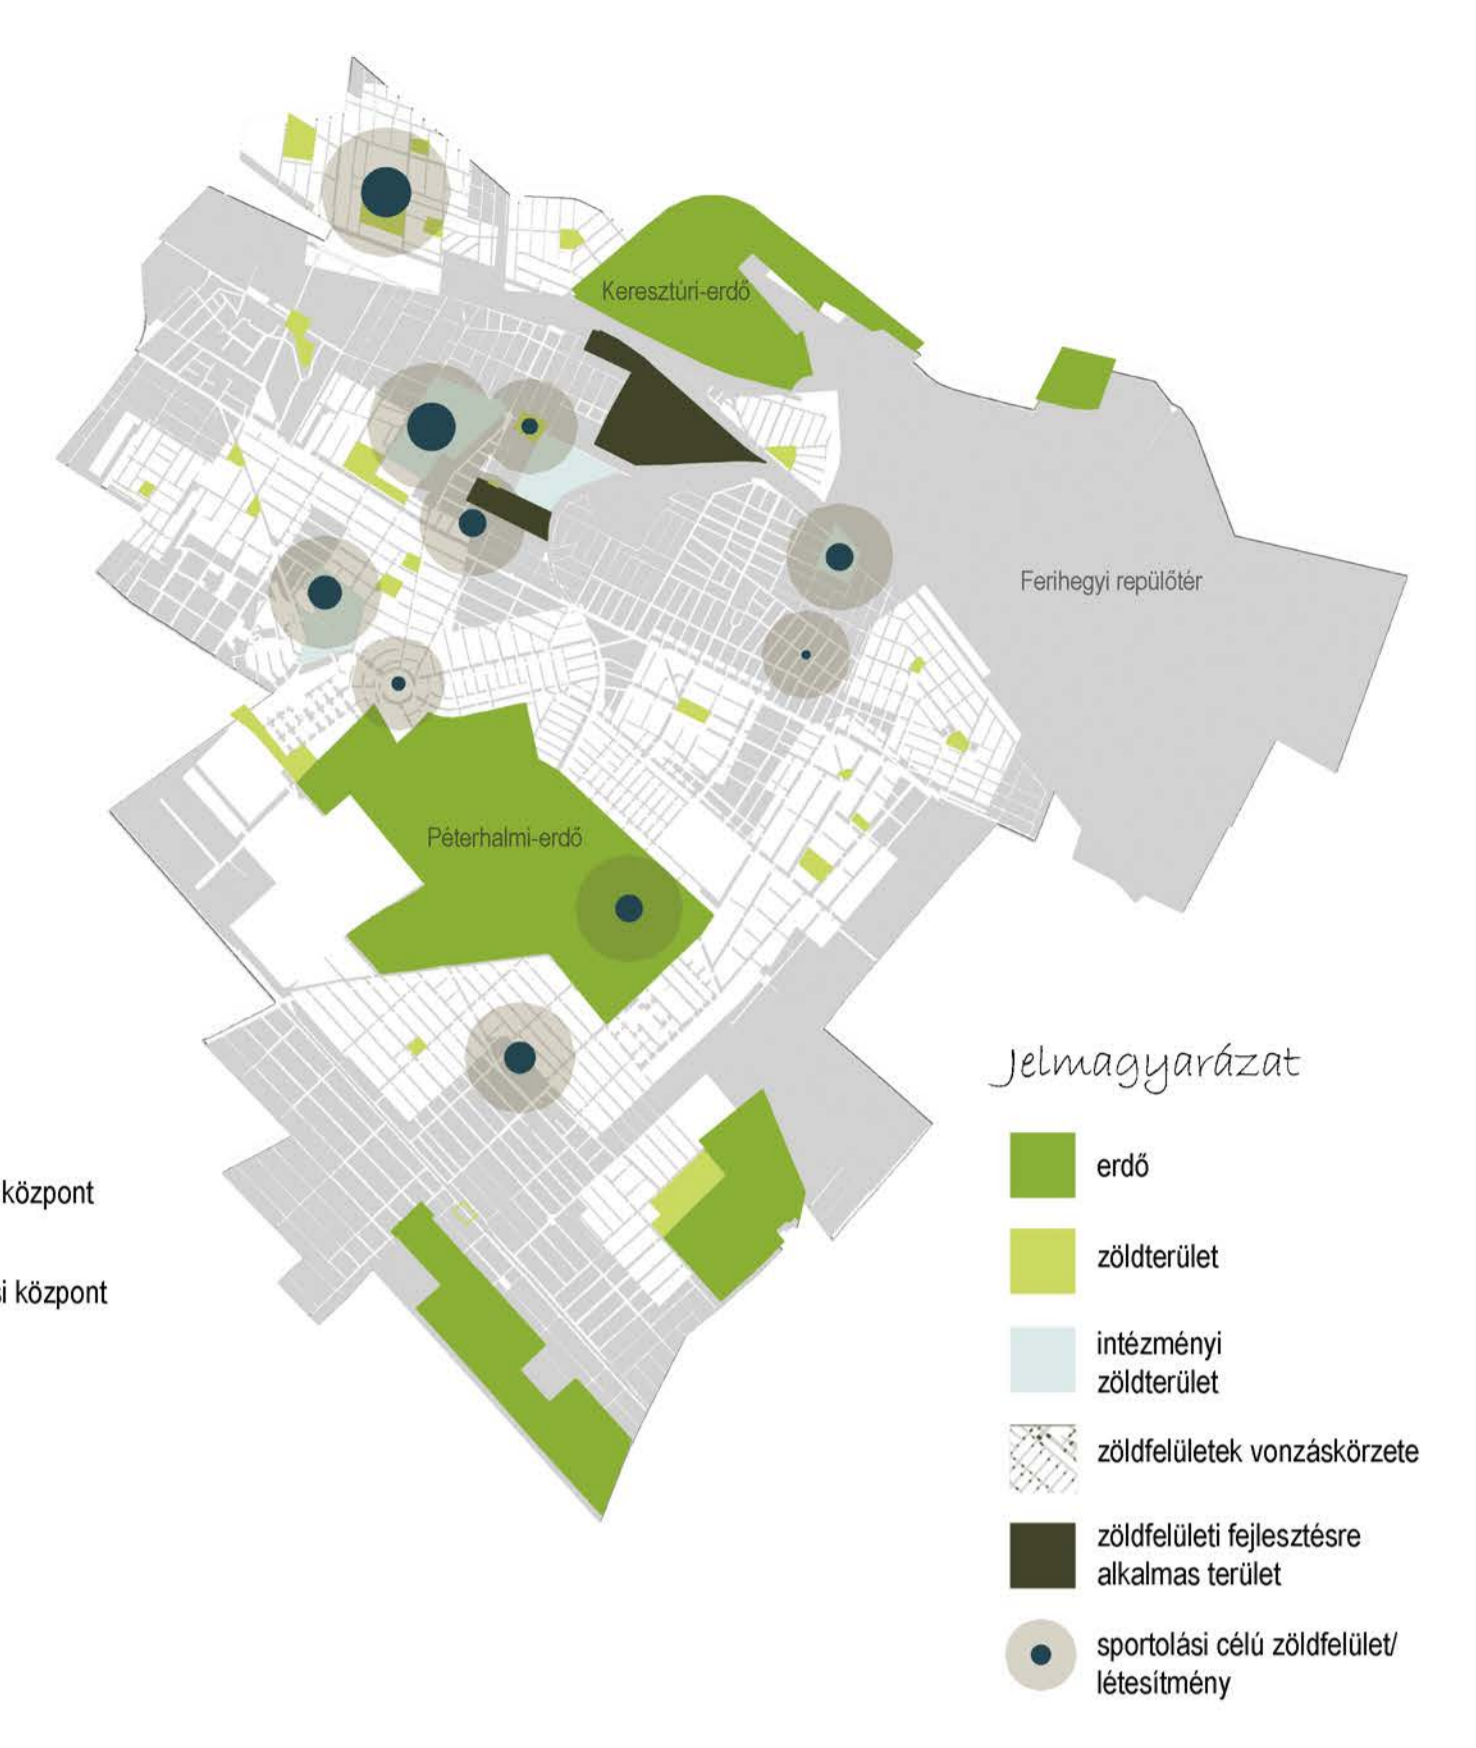 Keresztúri-erdő
Ferihegyi repülőtér
Péterhalmi-erdő
központ
si központ
Jelmagyarázat
erdő
zöldterület
intézményi
zöldterület
zöldfelületek vonzáskörzete
zöldfelületi fejlesztésre
alkalmas terület
sportolási célú zöldfelület/
létesítmény